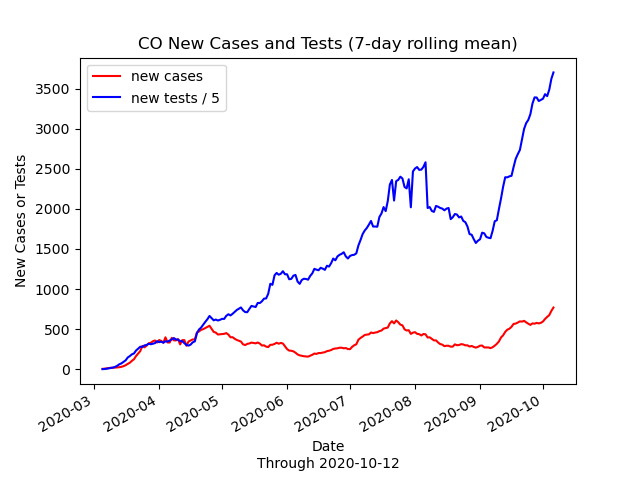 CO New Cases and Tests (7-day rolling mean)
new cases
new tests / 5
3500
3000
2500
2000
1500
1000
500
0
New Cases or Tests
2020-03
2020-04
2020-05
2020-06
2020-07
2020-08
2020-09
2020-10
Date
Through 2020-10-12